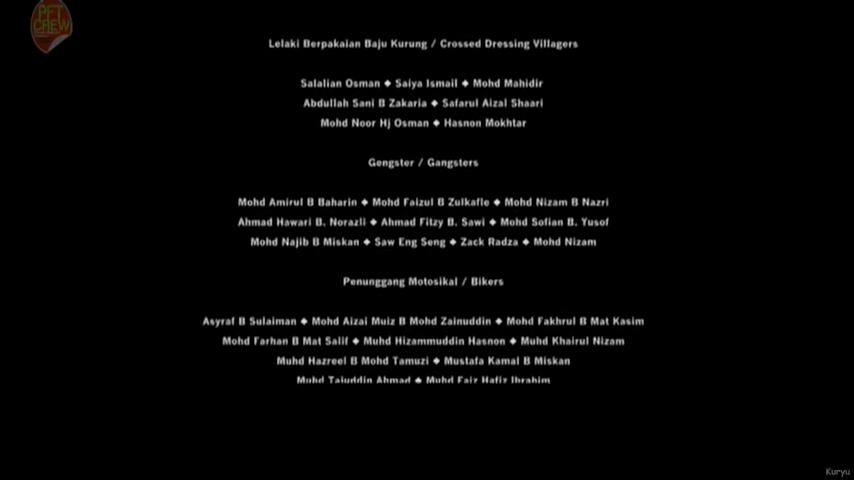 PFT
CREW
Lelaki Berpakaian Baju Kurung / Crossed Dressing Villagers
Salalian Osman ◆ Saiya Ismail ◆ Mohd Mahidir
Abdullah Sani B Zakaria ◆ Safarul Aizal Shaari
Mohd Noor Hj Osman ◆ Hasnon Mokhtar
Gengster / Gangsters
Mohd Amirul B Baharin ◆ Mohd Faizul B Zulkafle ◆ Mohd Nizam B Nazri
Ahmad Hawari B. Norazli ◆ Ahmad Fitzy B. Sawi ◆ Mohd Sofian B. Yusof
Mohd Najib B Miskan ◆ Saw Eng Seng ◆ Zack Radza ◆ Mohd Nizam
Penunggang Motosikal / Bikers
Asyraf B Sulaiman ◆ Mohd Aizai Muiz B Mohd Zainuddin ◆ Mohd Fakhrul B Mat Kasim
Mohd Farhan B Mat Salif ◆ Muhd Hizammuddin Hasnon ◆ Muhd Khairul Nizam
Muhd Hazreel B Mohd Tamuzi ◆ Mustafa Kamal B Miskan
Muhd Tajuddin Ahmad ◆ Muhd Faiz Hafiz Ibrahim
Kuryu